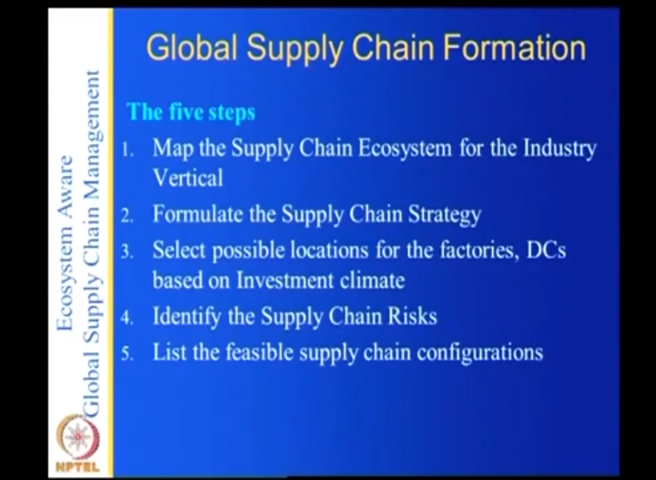 Global Supply Chain Formation
The five steps
1. Map the Supply Chain Ecosystem for the Industry
Vertical
2. Formulate the Supply Chain Strategy
3. Select possible locations for the factories, DCs
based on Investment climate
4. Identify the Supply Chain Risks
5. List the feasible supply chain configurations
Ecosystem Aware
Global Supply Chain Management
NPTEL